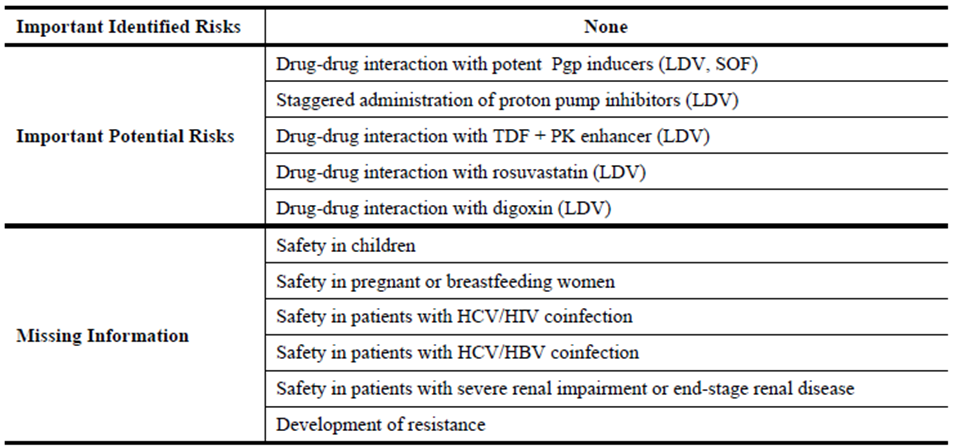 Important Identified Risks None
Drug-drug interaction with potent Pgp inducers (LDV, SOF)
Staggered administration of proton pump inhibitors (LDV)
Important Potential Risks Drug-drug interaction with TDF + PK enhancer (LDV)
Drug-drug interaction with rosuvastatin (LDV)
Drug-drug interaction with digoxin (LDV)
Safety in children
Safety in pregnant or breastfeeding women
Safety in patients with HCV/HIV coinfection
Missing Information
Safety in patients with HCV/HBV coinfection
Safety in patients with severe renal impairment or end-stage renal disease
Development of resistance